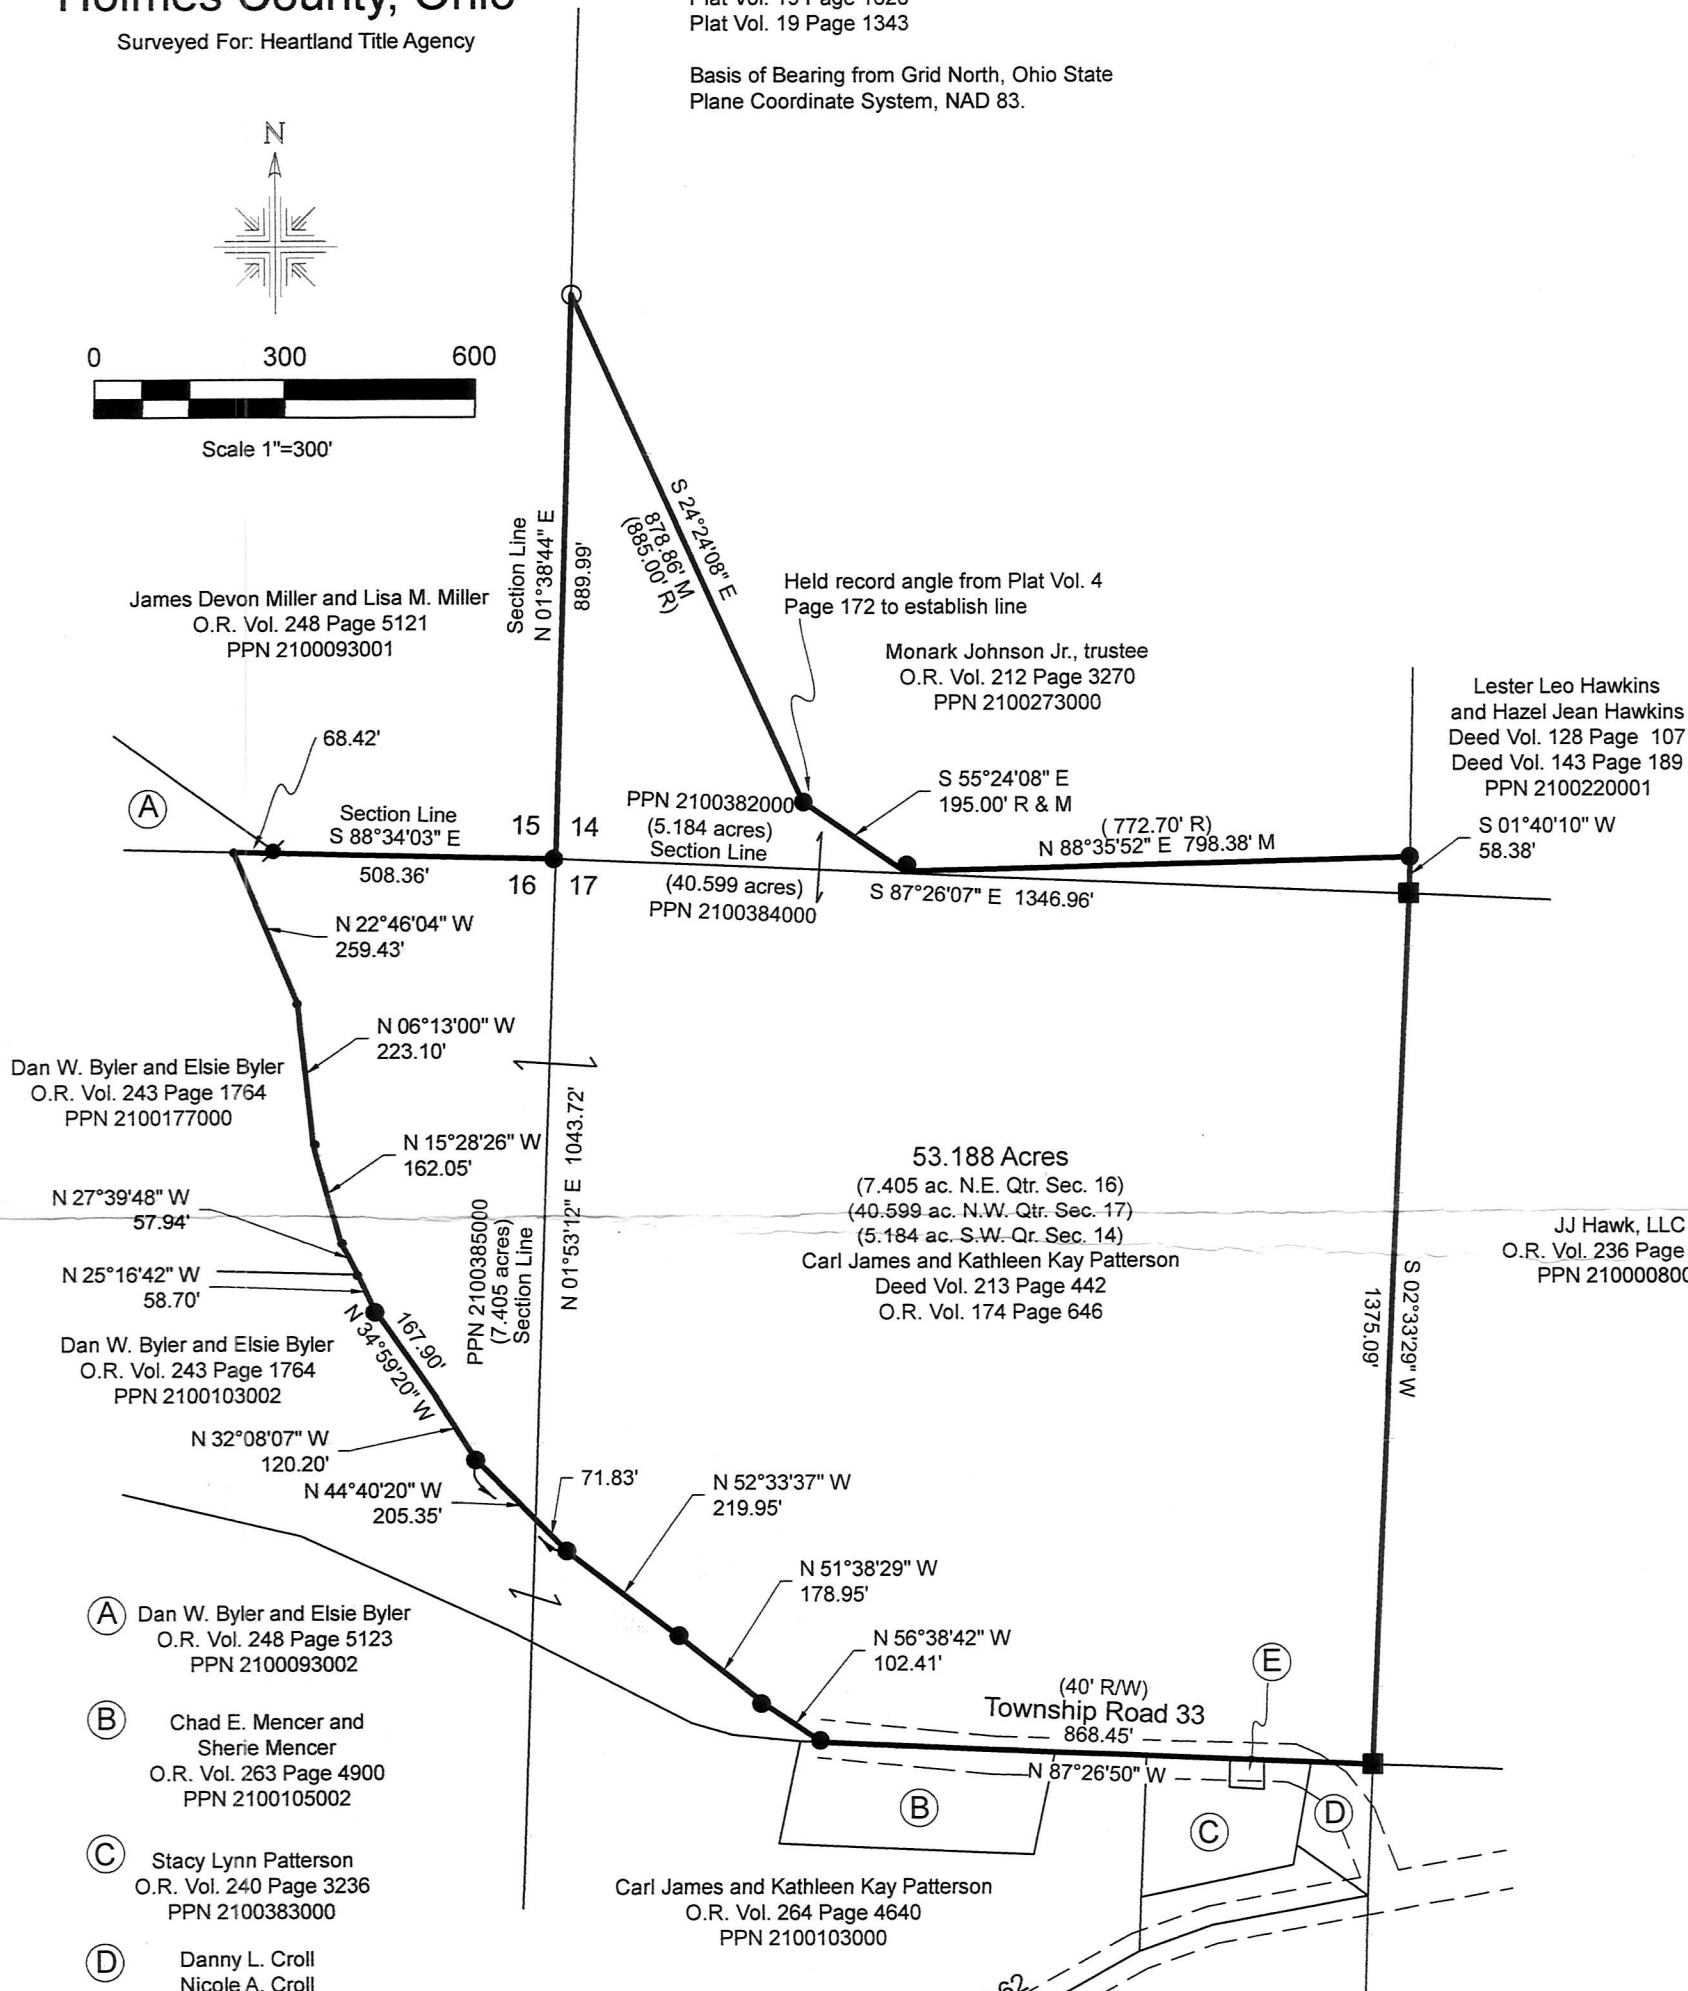 Holmes County, Ohio
Surveyed For: Heartland Title Agency
Plat Vol. 19 Page 1343
Basis of Bearing from Grid North, Ohio State
Plane Coordinate System, NAD 83.
N
0 300 600
Scale 1"=300'
Section Line
N 01°38'44" E
889.99'
S 24°24'08" E
878.86' M
(885.00' R)
Held record angle from Plat Vol. 4
Page 172 to establish line
James Devon Miller and Lisa M. Miller
O.R. Vol. 248 Page 5121
PPN 2100093001
Monark Johnson Jr., trustee
O.R. Vol. 212 Page 3270
PPN 2100273000
Lester Leo Hawkins
and Hazel Jean Hawkins
Deed Vol. 128 Page 107
Deed Vol. 143 Page 189
PPN 2100220001
68.42'
A
Section Line
S 88°34'03" E
508.36'
15 14
16 17
PPN 2100382000
(5.184 acres)
Section Line
(40.599 acres)
PPN 2100384000
S 55°24'08" E
195.00' R & M
(772.70' R)
N 88°35'52" E 798.38' M
S 87°26'07" E 1346.96'
S 01°40'10" W
58.38'
N 22°46'04" W
259.43'
N 06°13'00" W
223.10'
Dan W. Byler and Elsie Byler
O.R. Vol. 243 Page 1764
PPN 2100177000
N 15°28'26" W
162.05'
N 27°39'48" W
57.94'
N 25°16'42" W
58.70'
N 01°53'12" E 1043.72'
PPN 2100385000
(7.405 acres)
Section Line
53.188 Acres
(7.405 ac. N.E. Qtr. Sec. 16)
(40.599 ac. N.W. Qtr. Sec. 17)
(5.184 ac. S.W. Qr. Sec. 14)
Carl James and Kathleen Kay Patterson
Deed Vol. 213 Page 442
O.R. Vol. 174 Page 646
JJ Hawk, LLC
O.R. Vol. 236 Page
PPN 210000800
S 02°33'29" W
1375.09'
167.90'
N 34°59'20" W
Dan W. Byler and Elsie Byler
O.R. Vol. 243 Page 1764
PPN 2100103002
N 32°08'07" W
120.20'
N 44°40'20" W
205.35'
71.83'
N 52°33'37" W
219.95'
N 51°38'29" W
178.95'
N 56°38'42" W
102.41'
E
(40' R/W)
Township Road 33
868.45'
N 87°26'50" W
B
C
D
A Dan W. Byler and Elsie Byler
O.R. Vol. 248 Page 5123
PPN 2100093002
B Chad E. Mencer and
Sherie Mencer
O.R. Vol. 263 Page 4900
PPN 2100105002
C Stacy Lynn Patterson
O.R. Vol. 240 Page 3236
PPN 2100383000
D Danny L. Croll
Nicole A. Croll
Carl James and Kathleen Kay Patterson
O.R. Vol. 264 Page 4640
PPN 2100103000
62